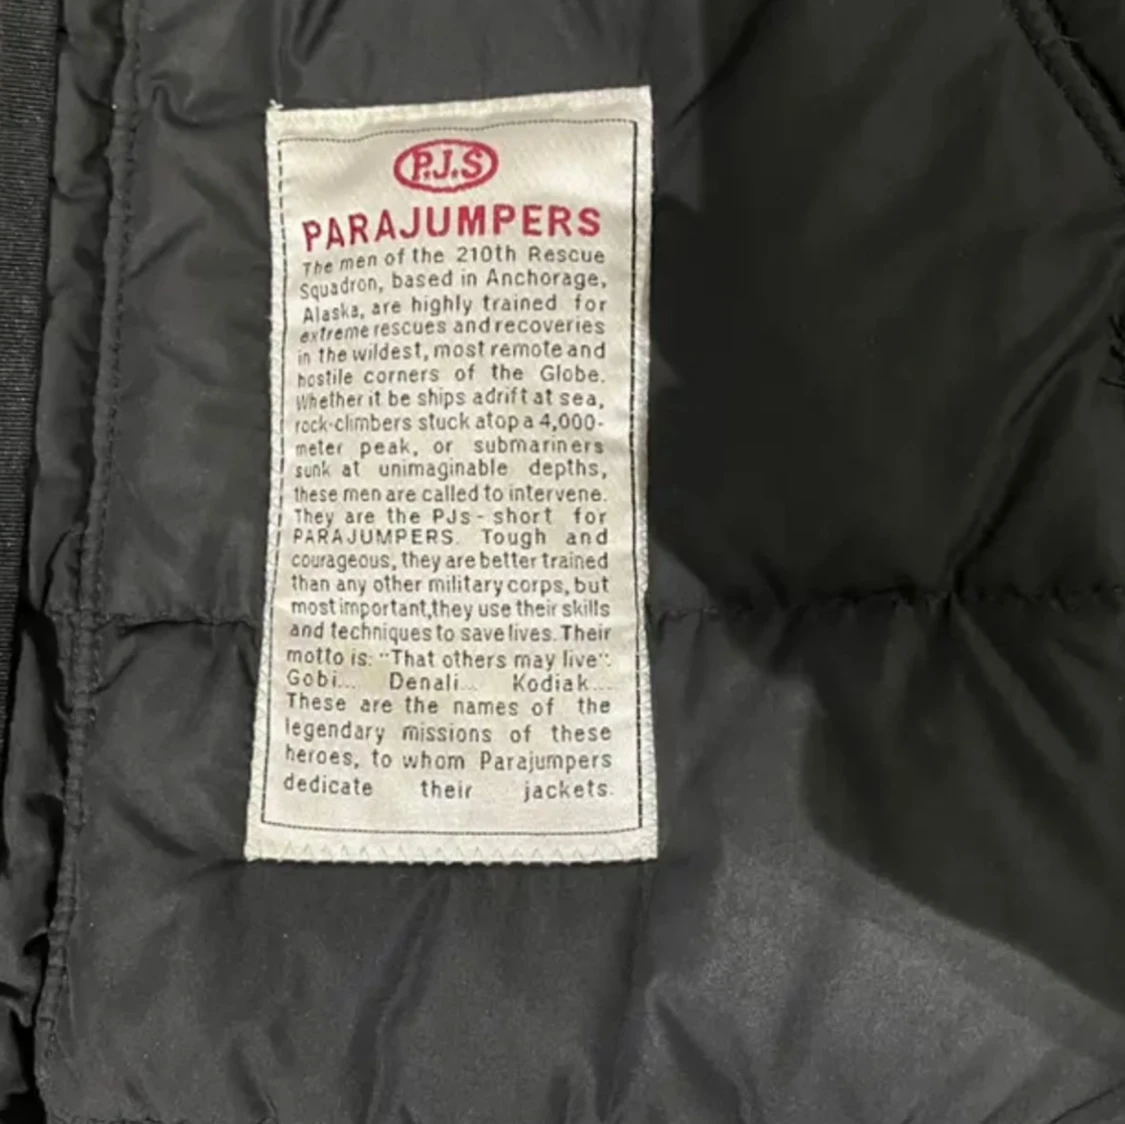 P.J.S
PARAJUMPERS
The men of the 210th Rescue
Squadron, based in Anchorage,
Alaska, are highly trained for
extreme rescues and recoveries
in the wildest, most remote and
hostile corners of the Globe.
Whether it be ships adrift at sea,
rock-climbers stuck atop a 4,000-
meter peak, or submariners
sunk at unimaginable depths,
these men are called to intervene.
They are the PJs - short for
PARAJUMPERS. Tough and
courageous, they are better trained
than any other military corps, but
most important,they use their skills
and techniques to save lives. Their
motto is: "That others may live".
Gobi... Denali... Kodiak...
These are the names of the
legendary missions of these
heroes, to whom Parajumpers
dedicate their jackets.